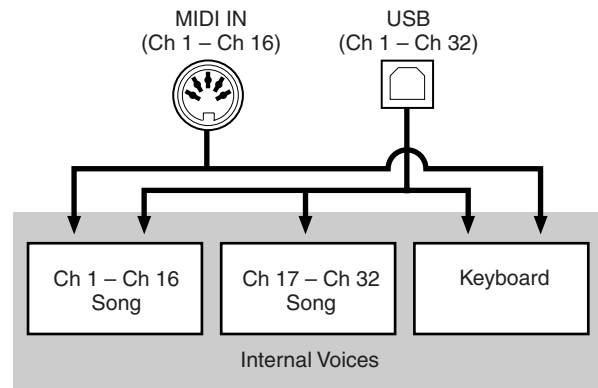 MIDI IN
(Ch 1 – Ch 16)
USB
(Ch 1 – Ch 32)
Ch 1 – Ch 16
Song
Ch 17 – Ch 32
Song
Keyboard
Internal Voices